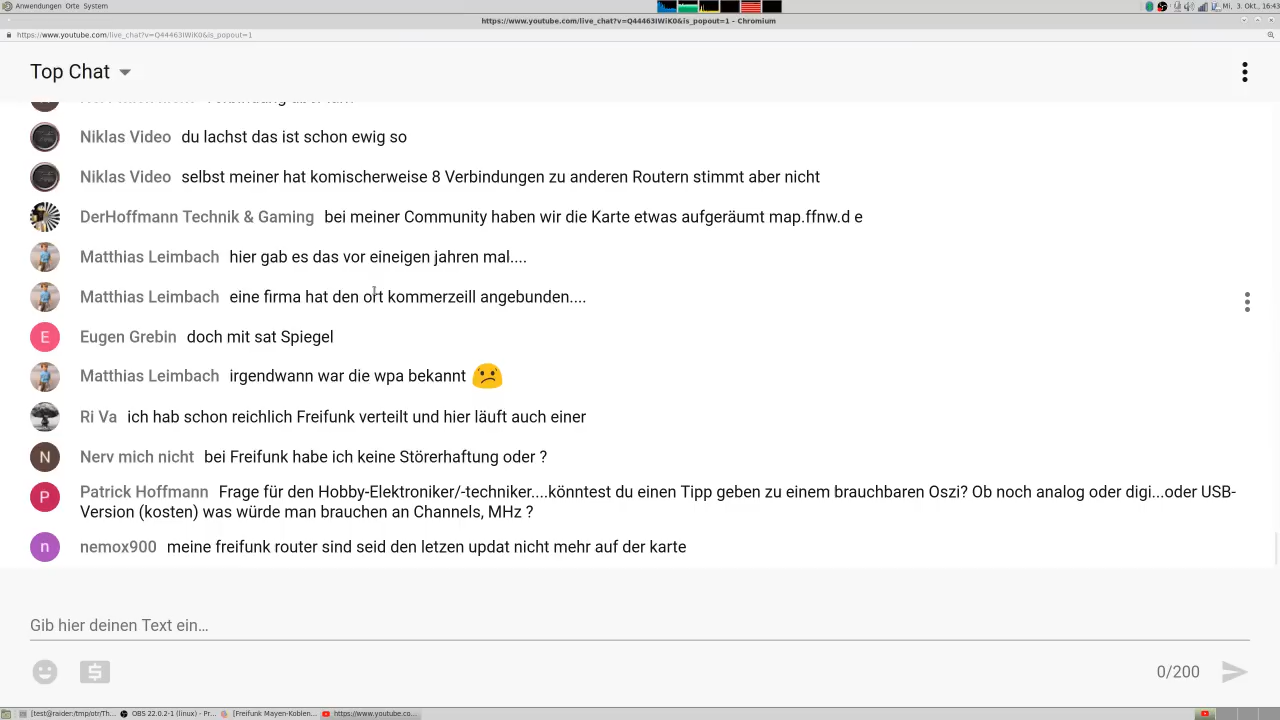 Anwendungen Orte System
Mi, 3. Okt., 16:43
https://www.youtube.com/live_chat?v=Q44463IWiK0&is_popout=1 - Chromium
https://www.youtube.com/live_chat?v=Q44463IWiK0&is_popout=1
Top Chat
Niklas Video du lachst das ist schon ewig so
Niklas Video selbst meiner hat komischerweise 8 Verbindungen zu anderen Routern stimmt aber nicht
DerHoffmann Technik & Gaming bei meiner Community haben wir die Karte etwas aufgeräumt map.ffnw.d e
Matthias Leimbach hier gab es das vor eineigen jahren mal....
Matthias Leimbach eine firma hat den ort kommerzeill angebunden....
E Eugen Grebin doch mit sat Spiegel
Matthias Leimbach irgendwann war die wpa bekannt
Ri Va ich hab schon reichlich Freifunk verteilt und hier läuft auch einer
N Nerv mich nicht bei Freifunk habe ich keine Störerhaftung oder ?
P Patrick Hoffmann Frage für den Hobby-Elektroniker/-techniker....könntest du einen Tipp geben zu einem brauchbaren Oszi? Ob noch analog oder digi...oder USB-
Version (kosten) was würde man brauchen an Channels, MHz ?
n nemox900 meine freifunk router sind seid den letzen updat nicht mehr auf der karte
Gib hier deinen Text ein...
0/200
[test@raider:/tmp/otr/Th... OBS 22.0.2-1 (linux) - Pr... [Freifunk Mayen-Koblen... https://www.youtube.co...